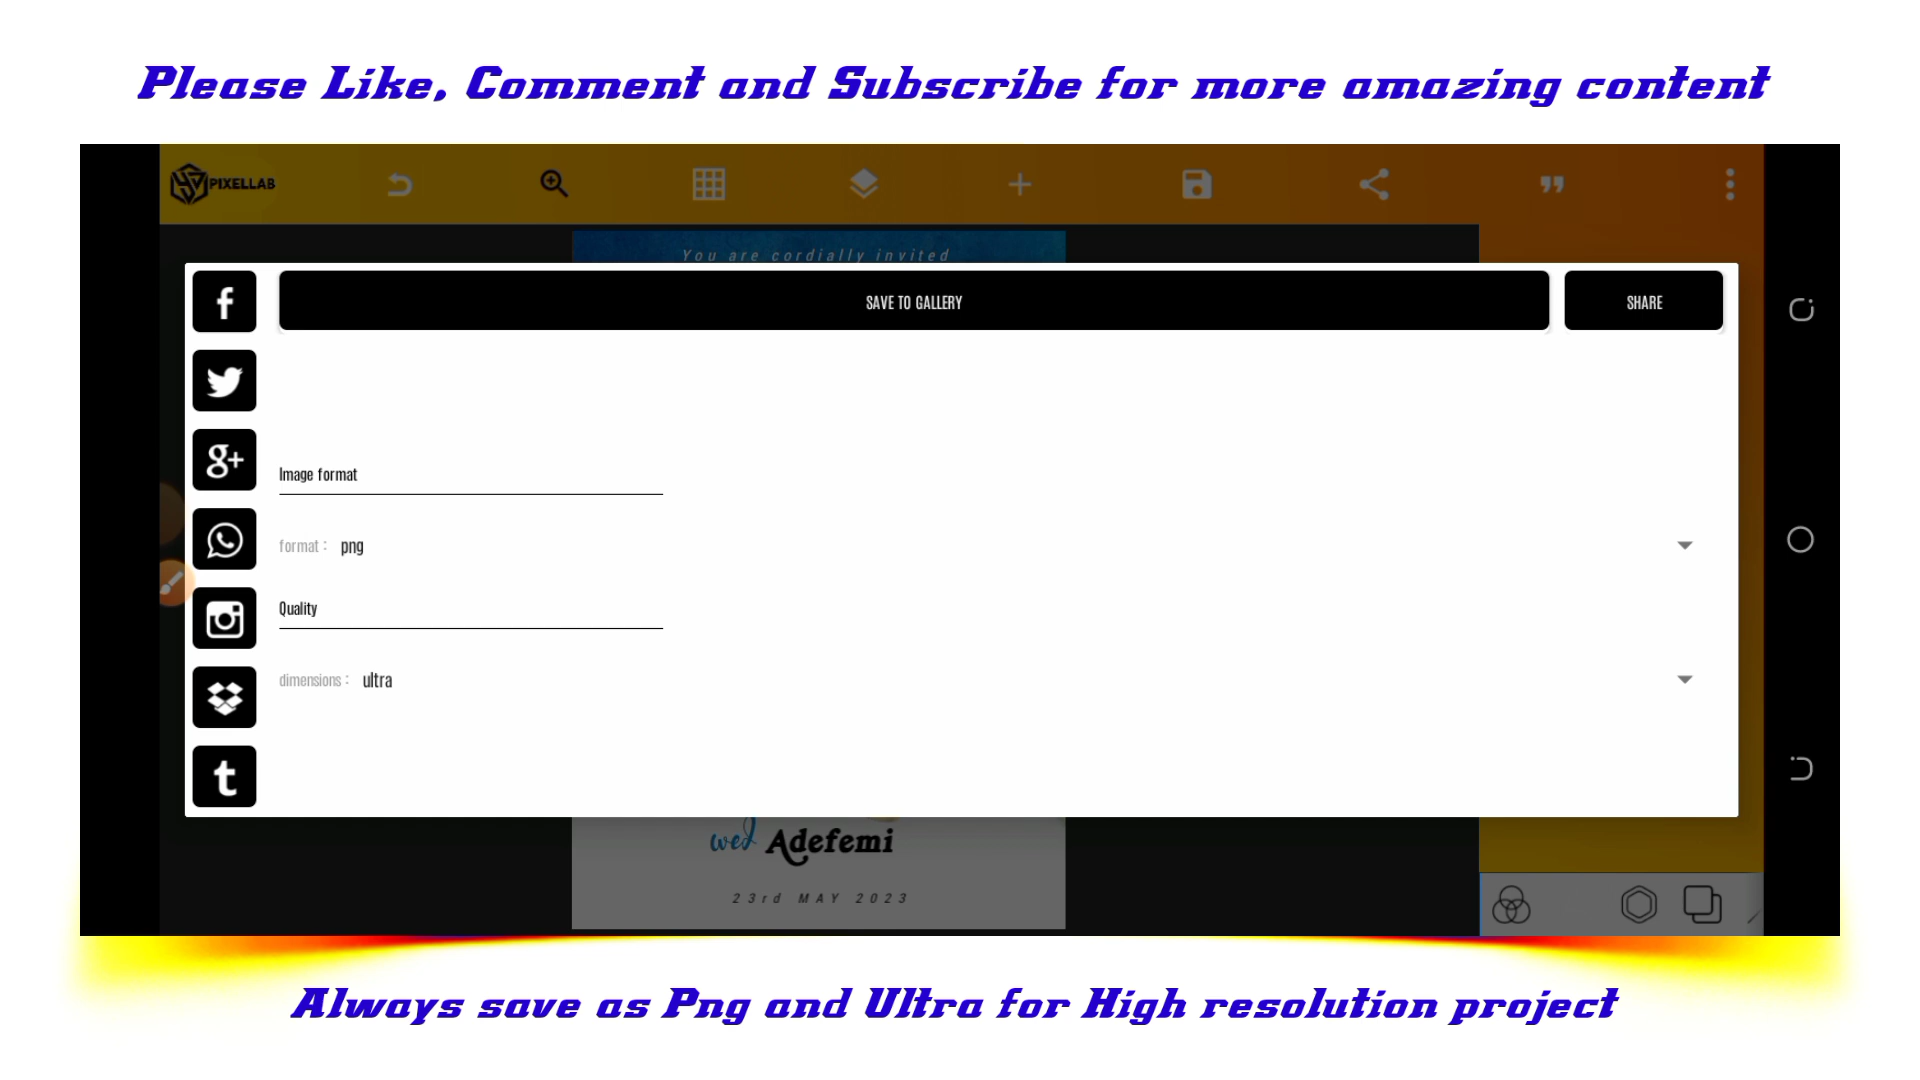 Please Like, Comment and Subscribe for more amazing content
PIXELLAB
You are cordially invited
SAVE TO GALLERY
SHARE
Image format
format : png
Quality
dimensions : ultra
wed Adefemi
23rd MAY 2023
Always save as Png and Ultra for High resolution project